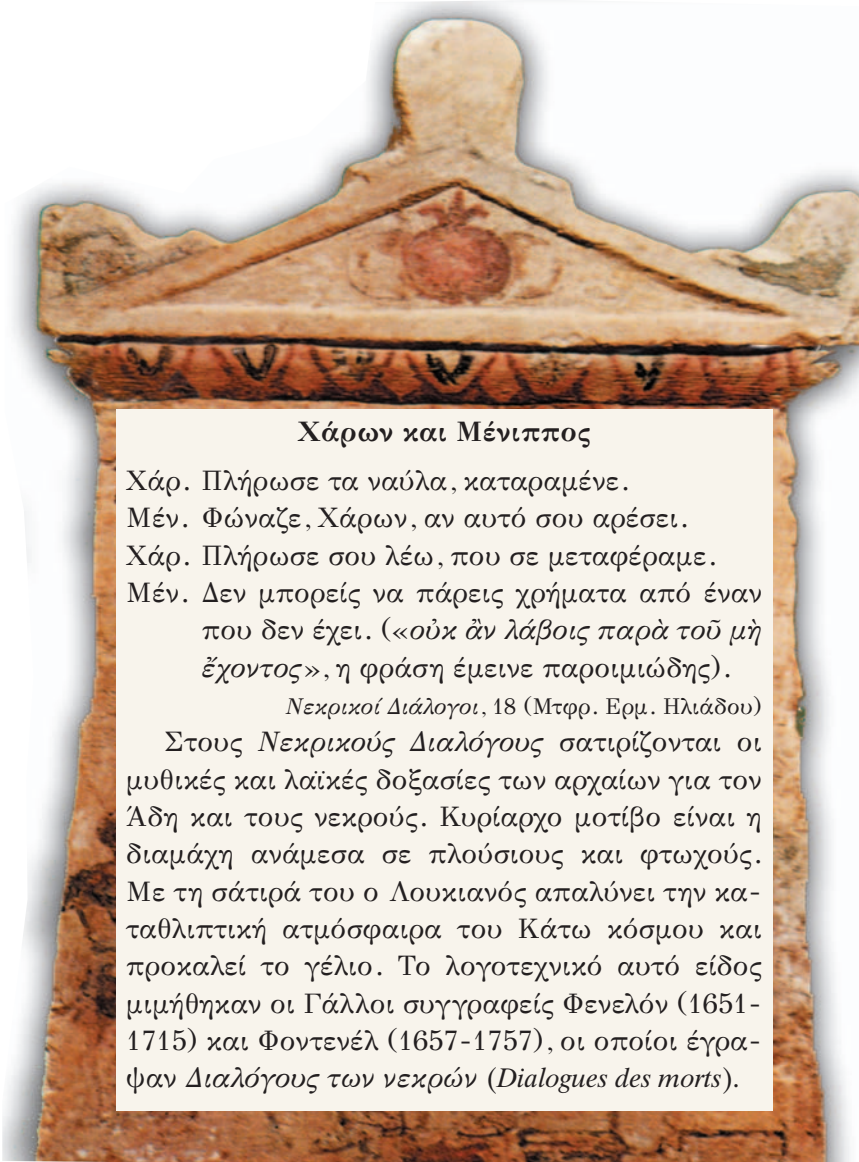 Χάρων και Μένιππος
Χάρ. Πλήρωσε τα ναύλα, καταραμένε.
Μέν. Φώναζε, Χάρων, αν αυτό σου αρέσει.
Χάρ. Πλήρωσε σου λέω, που σε μεταφέραμε.
Μέν. Δεν μπορείς να πάρεις χρήματα από έναν
που δεν έχει. («οὐκ ἂν λάβοις παρὰ τοῦ μὴ
ἔχοντος», η φράση έμεινε παροιμιώδης).
Νεκρικοί Διάλογοι, 18 (Μτφρ. Ερμ. Ηλιάδου)
Στους Νεκρικούς Διαλόγους σατιρίζονται οι
μυθικές και λαϊκές δοξασίες των αρχαίων για τον
Άδη και τους νεκρούς. Κυρίαρχο μοτίβο είναι η
διαμάχη ανάμεσα σε πλούσιους και φτωχούς.
Με τη σάτιρά του ο Λουκιανός απαλύνει την κα-
ταθλιπτική ατμόσφαιρα του Κάτω κόσμου και
προκαλεί το γέλιο. Το λογοτεχνικό αυτό είδος
μιμήθηκαν οι Γάλλοι συγγραφείς Φενελόν (1651-
1715) και Φοντενέλ (1657-1757), οι οποίοι έγρα-
ψαν Διαλόγους των νεκρών (Dialogues des morts).